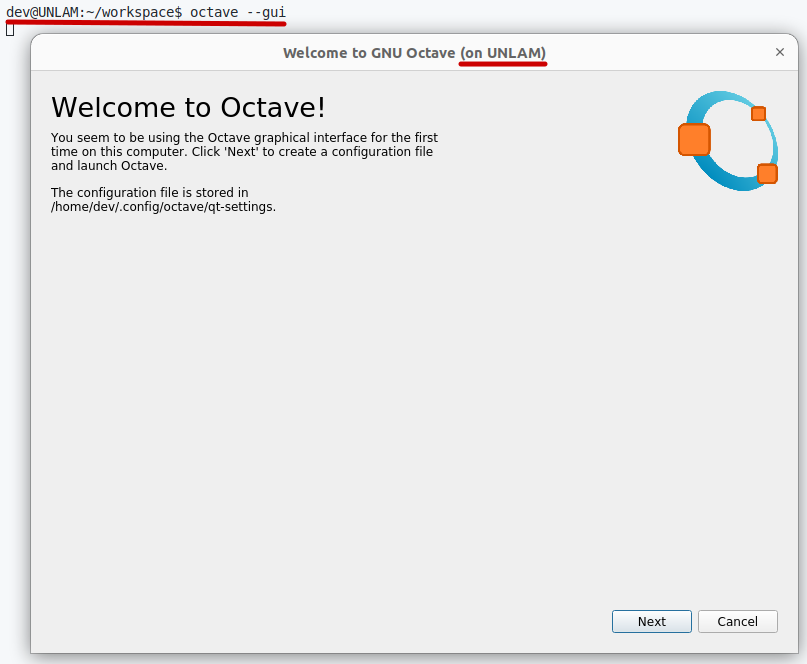 dev@UNLAM:~/workspace$ octave --gui
Welcome to GNU Octave (on UNLAM)
Welcome to Octave!
You seem to be using the Octave graphical interface for the first
time on this computer. Click 'Next' to create a configuration file
and launch Octave.
The configuration file is stored in
/home/dev/.config/octave/qt-settings.
Next Cancel